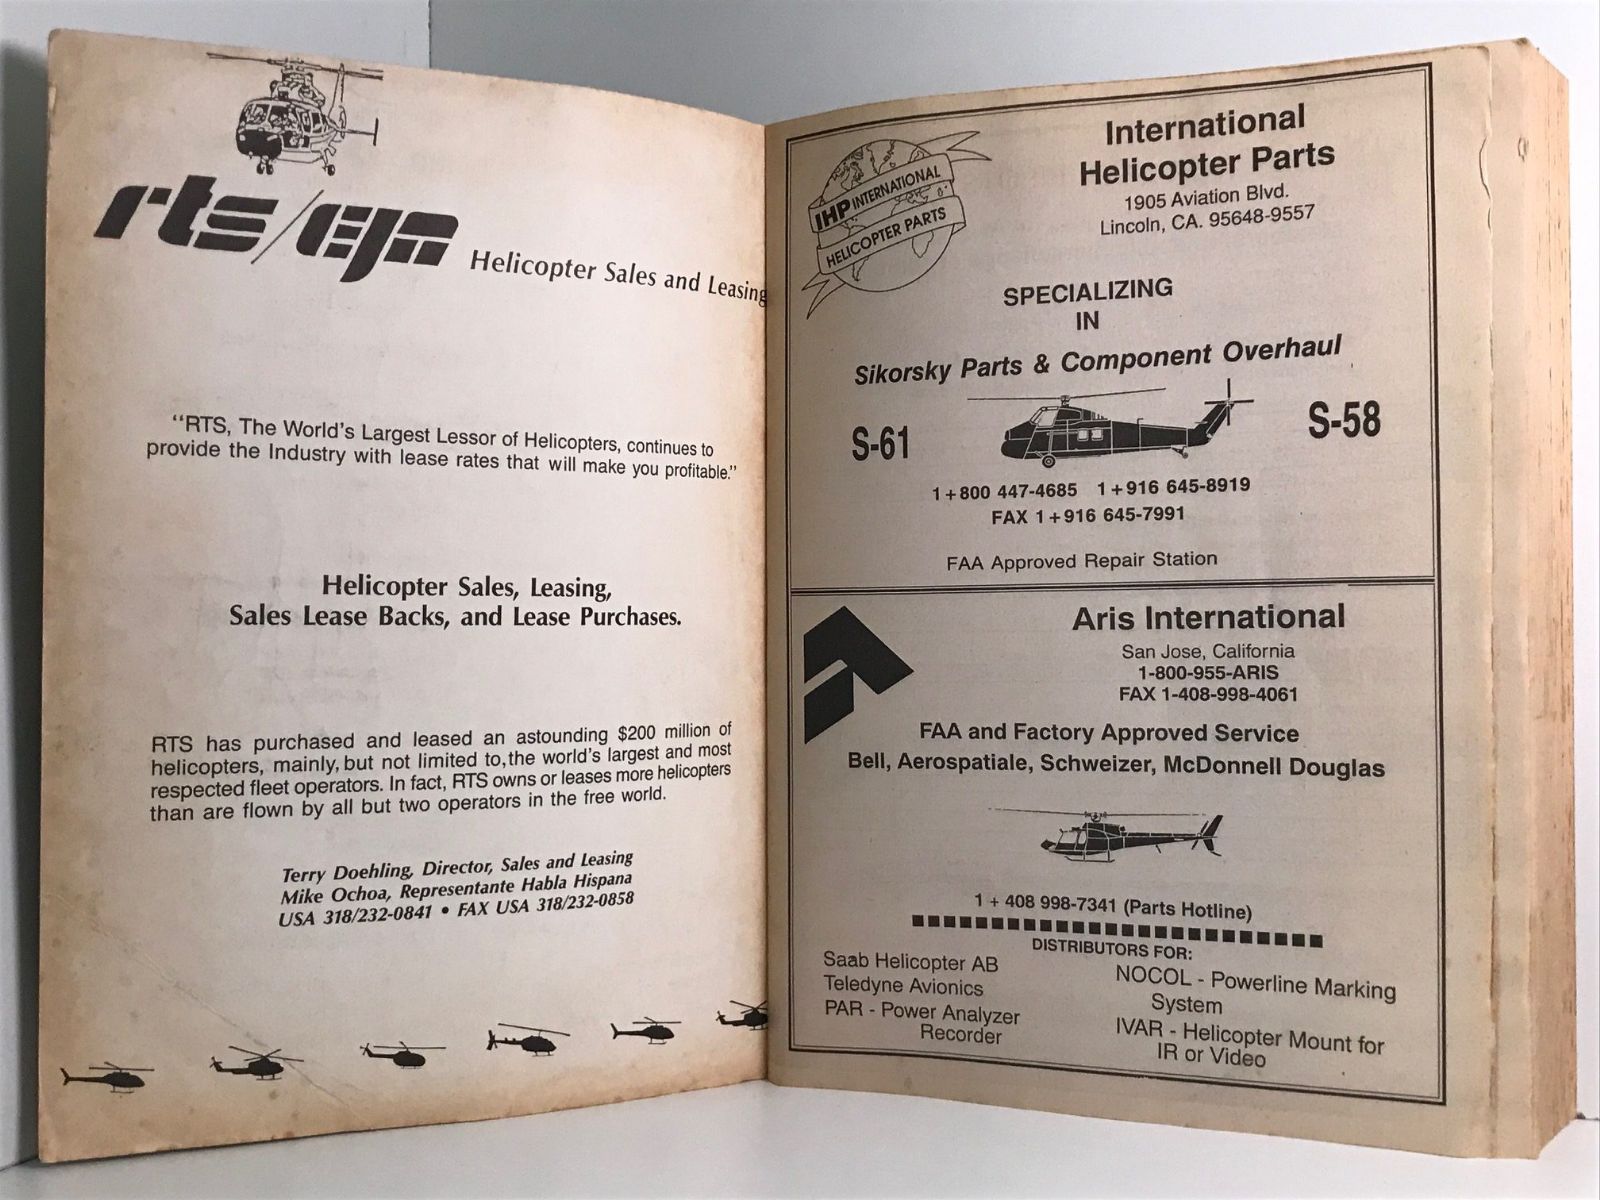 rts/EJA Helicopter Sales and Leasing
"RTS, The World's Largest Lessor of Helicopters, continues to
provide the Industry with lease rates that will make you profitable."
Helicopter Sales, Leasing,
Sales Lease Backs, and Lease Purchases.
RTS has purchased and leased an astounding $200 million of
helicopters, mainly, but not limited to, the world's largest and most
respected fleet operators. In fact, RTS owns or leases more helicopters
than are flown by all but two operators in the free world.
Terry Doehling, Director, Sales and Leasing
Mike Ochoa, Representante Habla Hispana
USA 318/232-0841 • FAX USA 318/232-0858
IHP INTERNATIONAL
HELICOPTER PARTS
International
Helicopter Parts
1905 Aviation Blvd.
Lincoln, CA. 95648-9557
SPECIALIZING
IN
Sikorsky Parts & Component Overhaul
S-61 S-58
1+800 447-4685 1+916 645-8919
FAX 1+916 645-7991
FAA Approved Repair Station
Aris International
San Jose, California
1-800-955-ARIS
FAX 1-408-998-4061
FAA and Factory Approved Service
Bell, Aerospatiale, Schweizer, McDonnell Douglas
1 + 408 998-7341 (Parts Hotline)
DISTRIBUTORS FOR:
Saab Helicopter AB
Teledyne Avionics
PAR - Power Analyzer
Recorder
NOCOL - Powerline Marking
System
IVAR - Helicopter Mount for
IR or Video